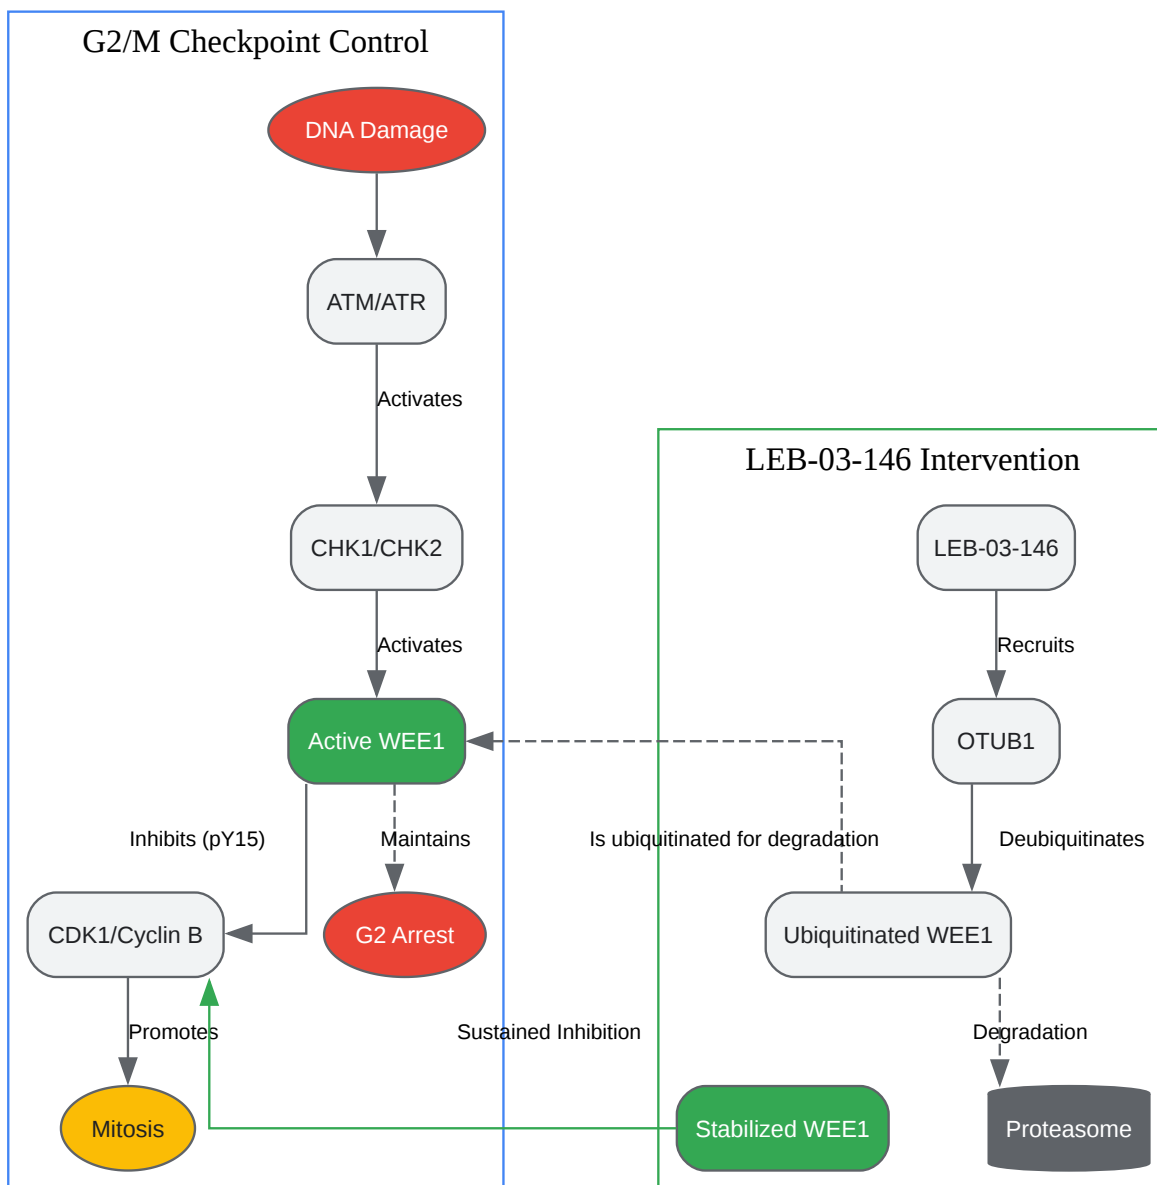 G2/M Checkpoint Control
DNA Damage
ATM/ATR
Activates
CHK1/CHK2
Activates
Active WEE1
Inhibits (pY15)
Maintains
CDK1/Cyclin B
G2 Arrest
Promotes
Mitosis
LEB-03-146 Intervention
LEB-03-146
Recruits
OTUB1
Is ubiquitinated for degradation
Deubiquitinates
Ubiquitinated WEE1
Sustained Inhibition
Degradation
Stabilized WEE1
Proteasome